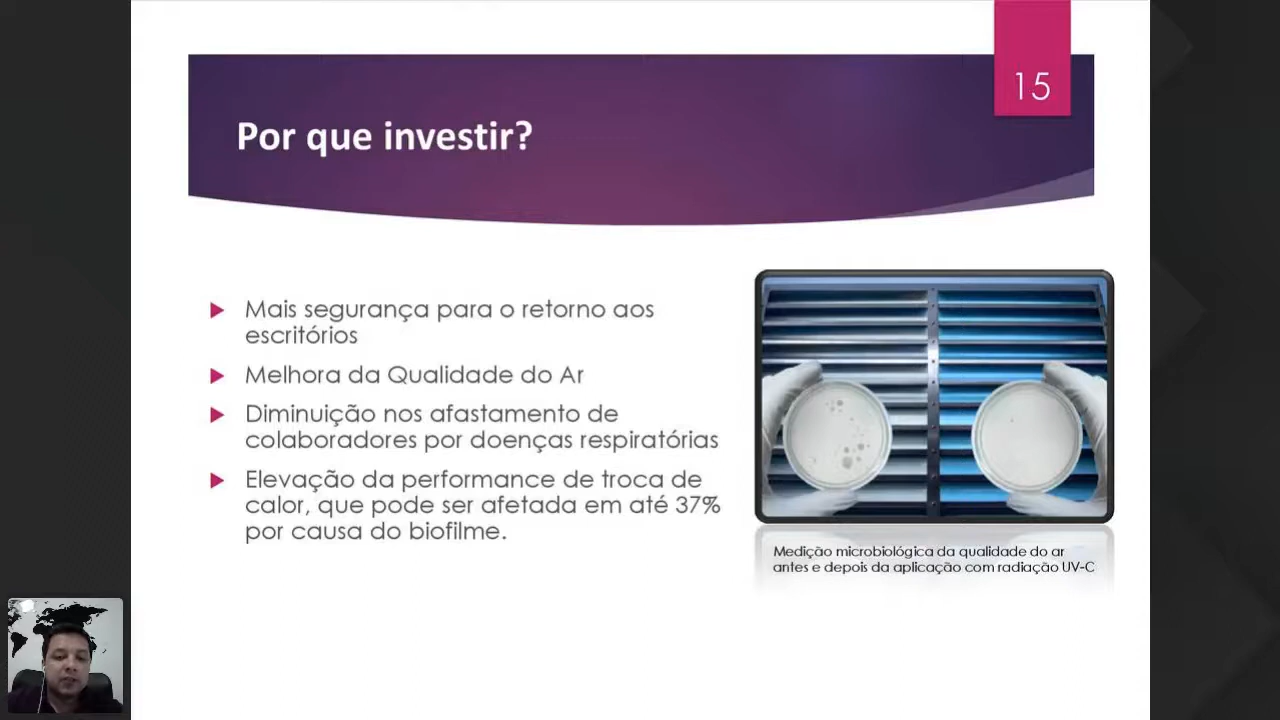 15
Por que investir?
Mais segurança para o retorno aos
escritórios
Melhora da Qualidade do Ar
Diminuição nos afastamento de
colaboradores por doenças respiratórias
Elevação da performance de troca de
calor, que pode ser afetada em até 37%
por causa do biofilme.
Medição microbiológica da qualidade do ar
antes e depois da aplicação com radiação UV-C